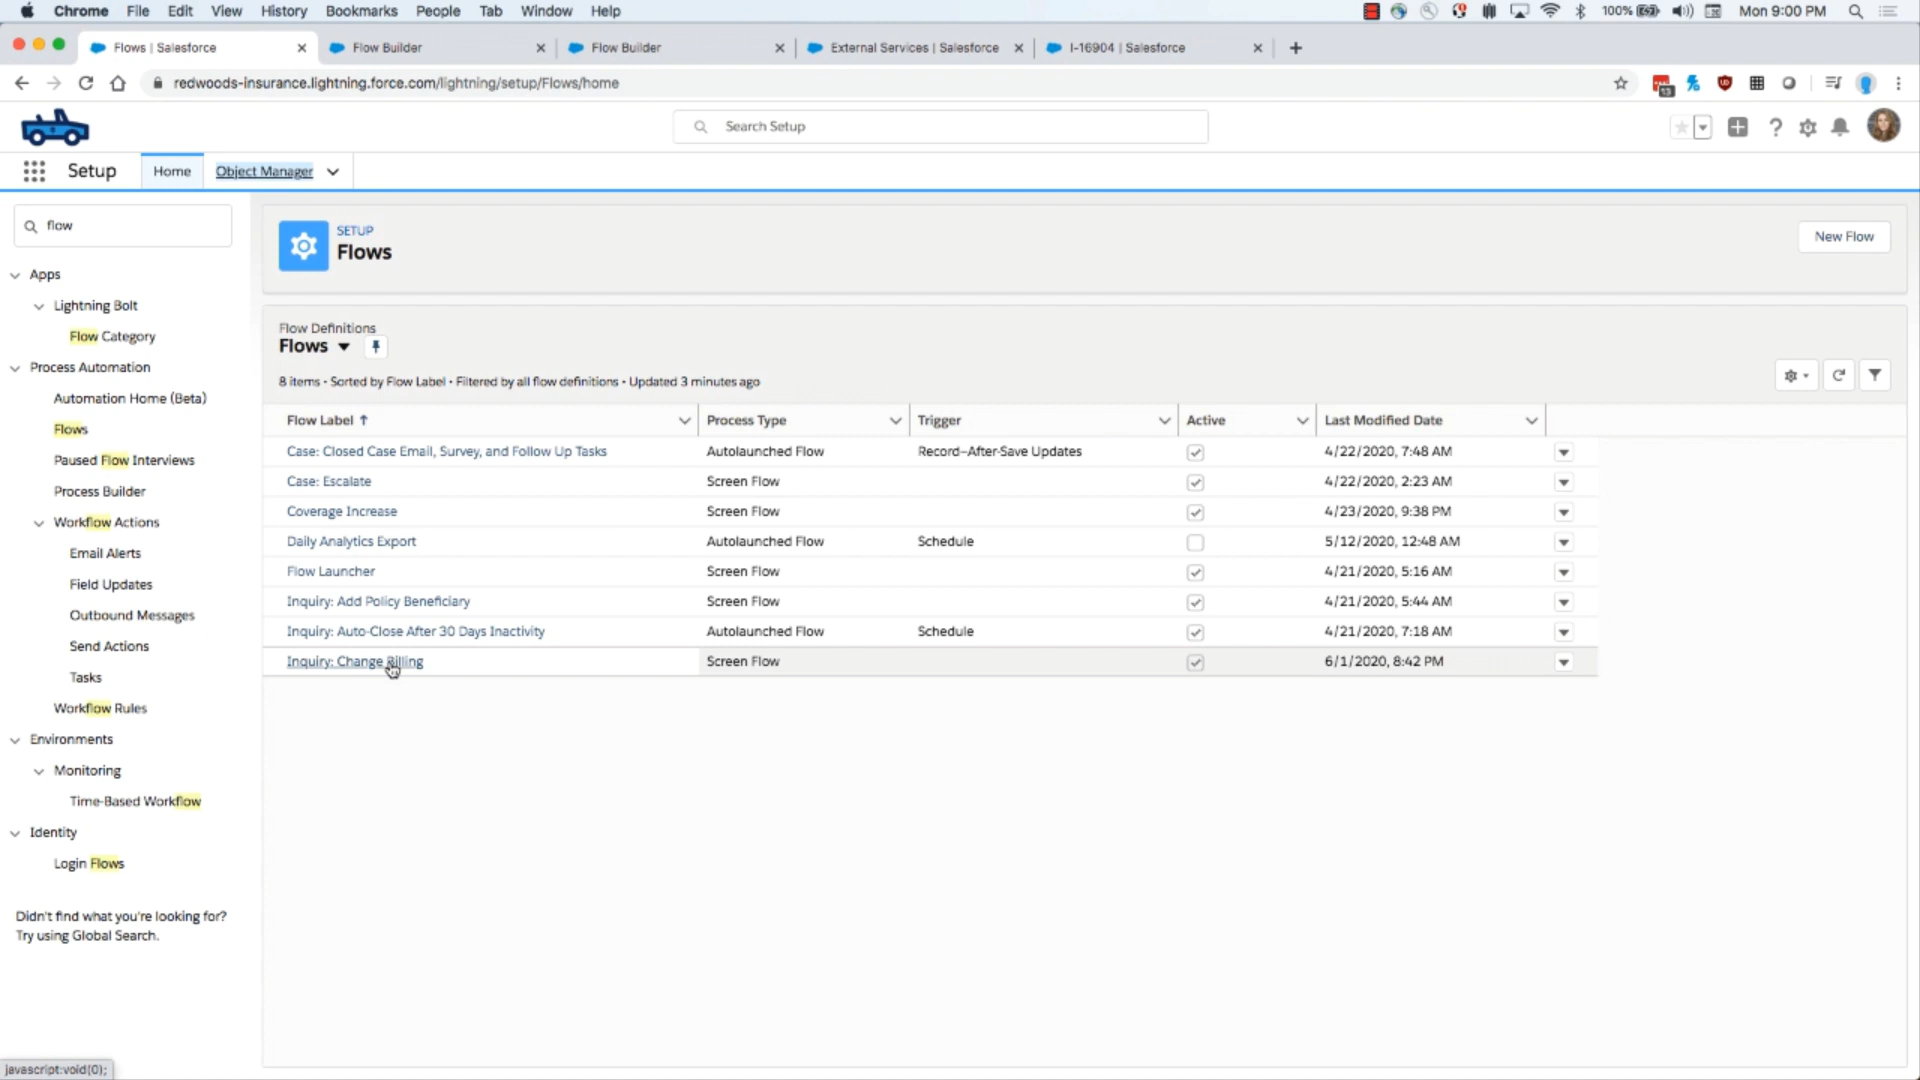 Chrome File Edit View History Bookmarks People Tab Window Help 100% Mon 9:00 PM
Flows | Salesforce Flow Builder Flow Builder External Services | Salesforce I-16904 | Salesforce
redwoods-insurance.lightning.force.com/lightning/setup/Flows/home 13
Search Setup
Setup Home Object Manager
flow
Apps
Lightning Bolt
Flow Category
Process Automation
Automation Home (Beta)
Flows
Paused Flow Interviews
Process Builder
Workflow Actions
Email Alerts
Field Updates
Outbound Messages
Send Actions
Tasks
Workflow Rules
Environments
Monitoring
Time-Based Workflow
Identity
Login Flows
Didn't find what you're looking for?
Try using Global Search.
SETUP
Flows
New Flow
Flow Definitions
Flows
8 items • Sorted by Flow Label • Filtered by all flow definitions • Updated 3 minutes ago
Flow Label ↑ Process Type Trigger Active Last Modified Date
Case: Closed Case Email, Survey, and Follow Up Tasks Autolaunched Flow Record—After-Save Updates 4/22/2020, 7:48 AM
Case: Escalate Screen Flow 4/22/2020, 2:23 AM
Coverage Increase Screen Flow 4/23/2020, 9:38 PM
Daily Analytics Export Autolaunched Flow Schedule 5/12/2020, 12:48 AM
Flow Launcher Screen Flow 4/21/2020, 5:16 AM
Inquiry: Add Policy Beneficiary Screen Flow 4/21/2020, 5:44 AM
Inquiry: Auto-Close After 30 Days Inactivity Autolaunched Flow Schedule 4/21/2020, 7:18 AM
Inquiry: Change Billing Screen Flow 6/1/2020, 8:42 PM
javascript:void(0);